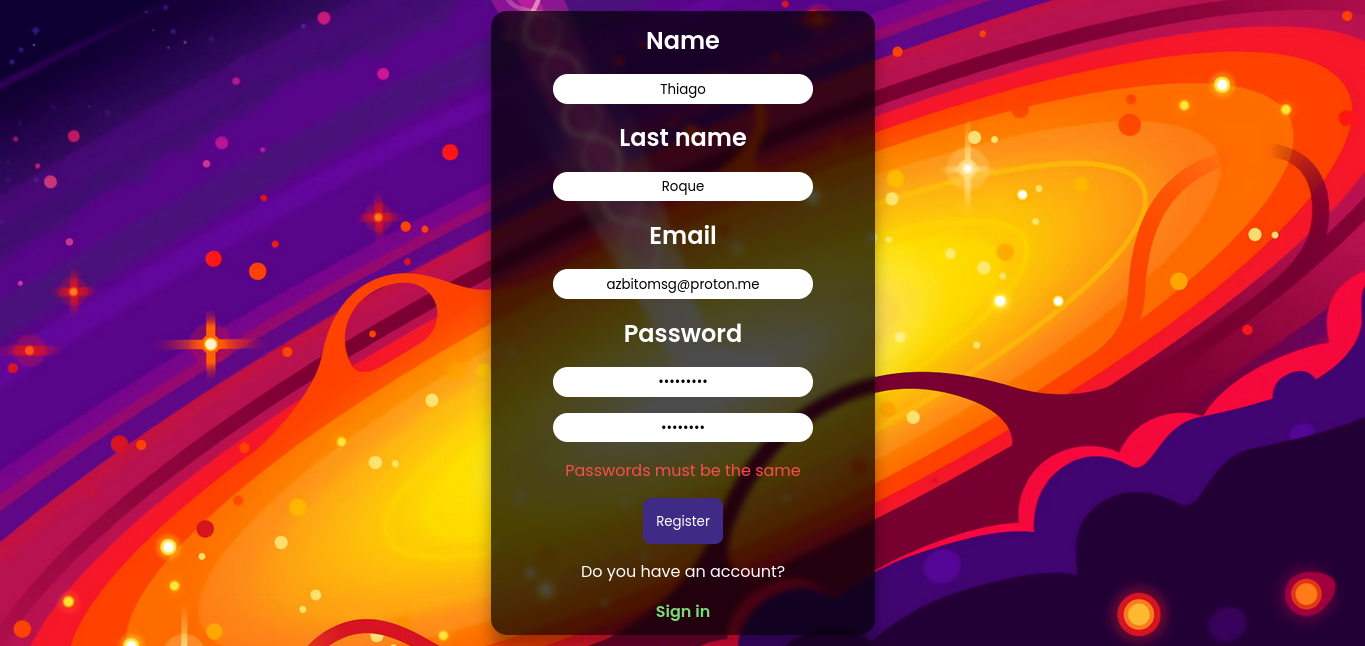 Name
Thiago
Last name
Roque
Email
azbitomsg@proton.me
Password
•••••••••
••••••••
Passwords must be the same
Register
Do you have an account?
Sign in